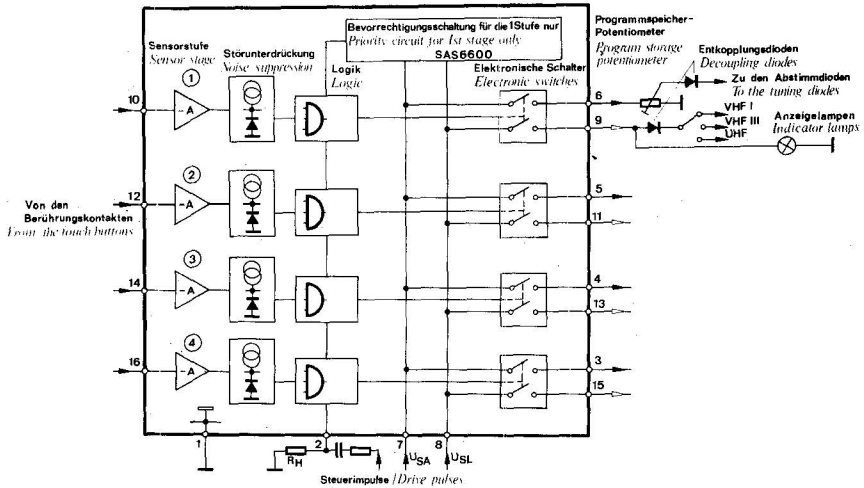 Bevorrechtigungsschaltung für die 1Stufe nur
Priority circuit for 1st stage only
SAS6600
Programmspeicher-
Potentiometer
Program storage
potentiometer
Entkopplungsdioden
Decoupling diodes
Zu den Abstimmdioden
To the tuning diodes
Sensorstufe
Sensor stage
Störunterdrückung
Noise suppression
Logik
Logic
Elektronische Schalter
Electronic switches
VHF I
VHF III
UHF
Anzeigelampen
Indicator lamps
1
10
-A
6
9
2
12
-A
5
11
Von den
Berührungskontakten
From the touch buttons
3
14
-A
4
13
4
16
-A
3
15
1
2
7
8
RH
USA
USL
Steuerimpulse / Drive pulses